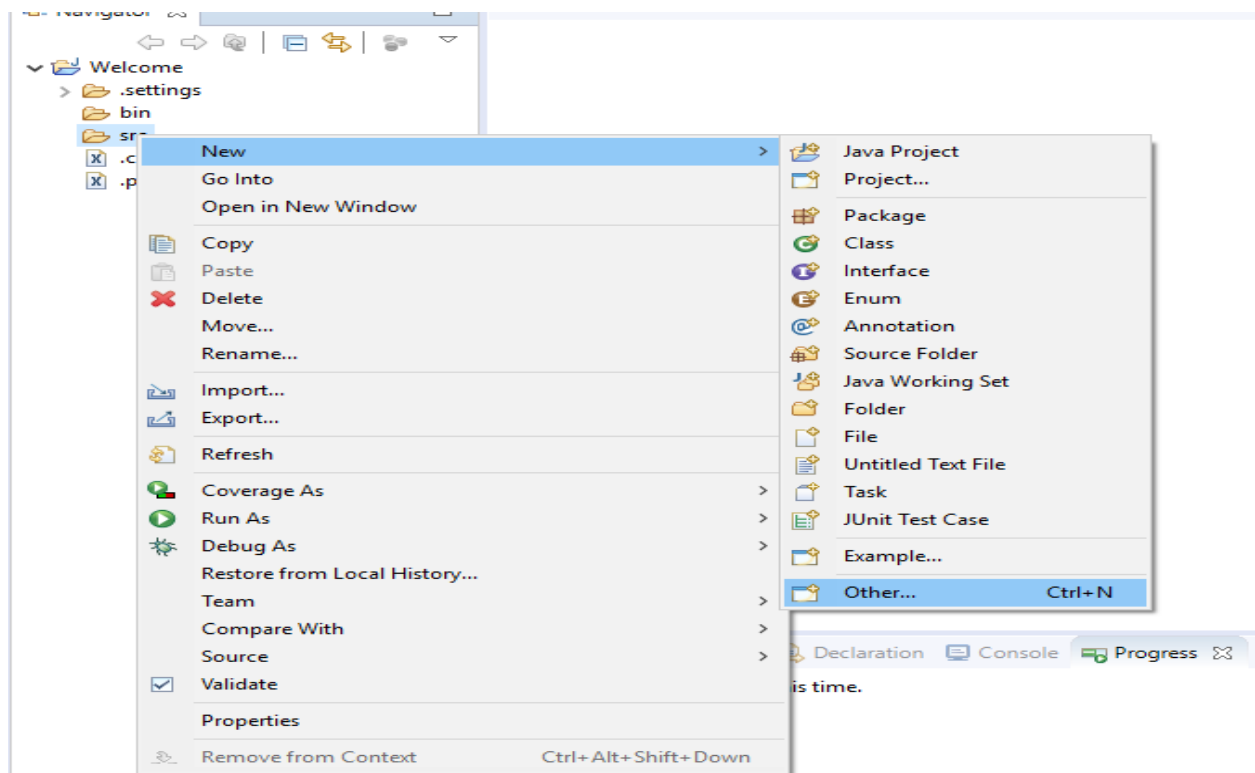 Navigator
Welcome
.settings
bin
src
.c
.p
New
Go Into
Open in New Window
Copy
Paste
Delete
Move...
Rename...
Import...
Export...
Refresh
Coverage As
Run As
Debug As
Restore from Local History...
Team
Compare With
Source
Validate
Properties
Remove from Context Ctrl+Alt+Shift+Down
Java Project
Project...
Package
Class
Interface
Enum
Annotation
Source Folder
Java Working Set
Folder
File
Untitled Text File
Task
JUnit Test Case
Example...
Other... Ctrl+N
Declaration Console Progress
is time.